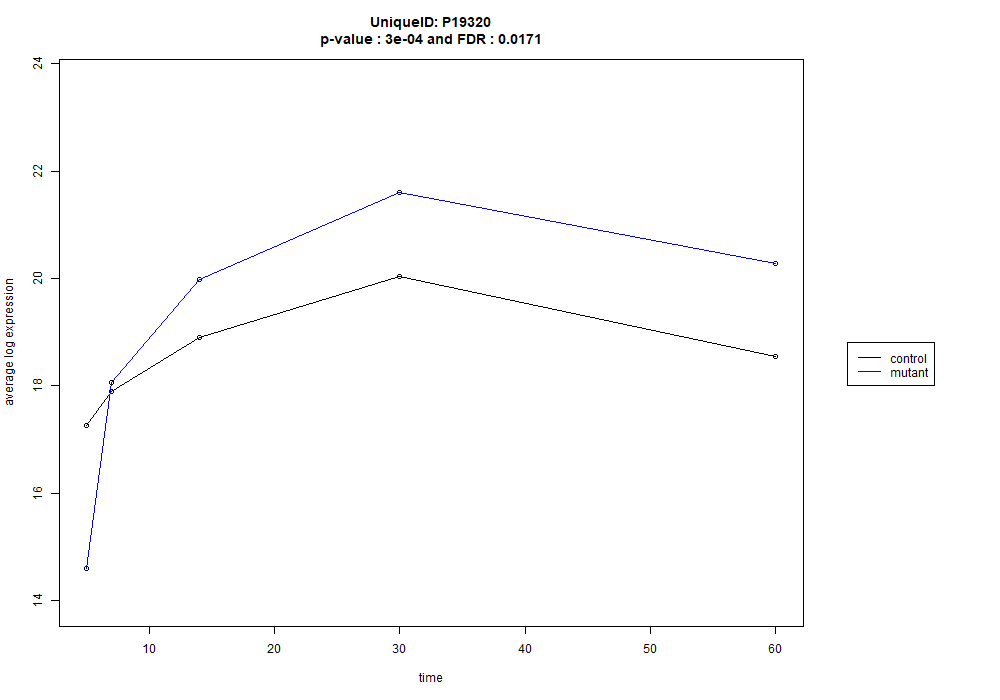 UniqueID: P19320
p-value : 3e-04 and FDR : 0.0171
average log expression
24
22
20
18
16
14
10 20 30 40 50 60
time
control
mutant